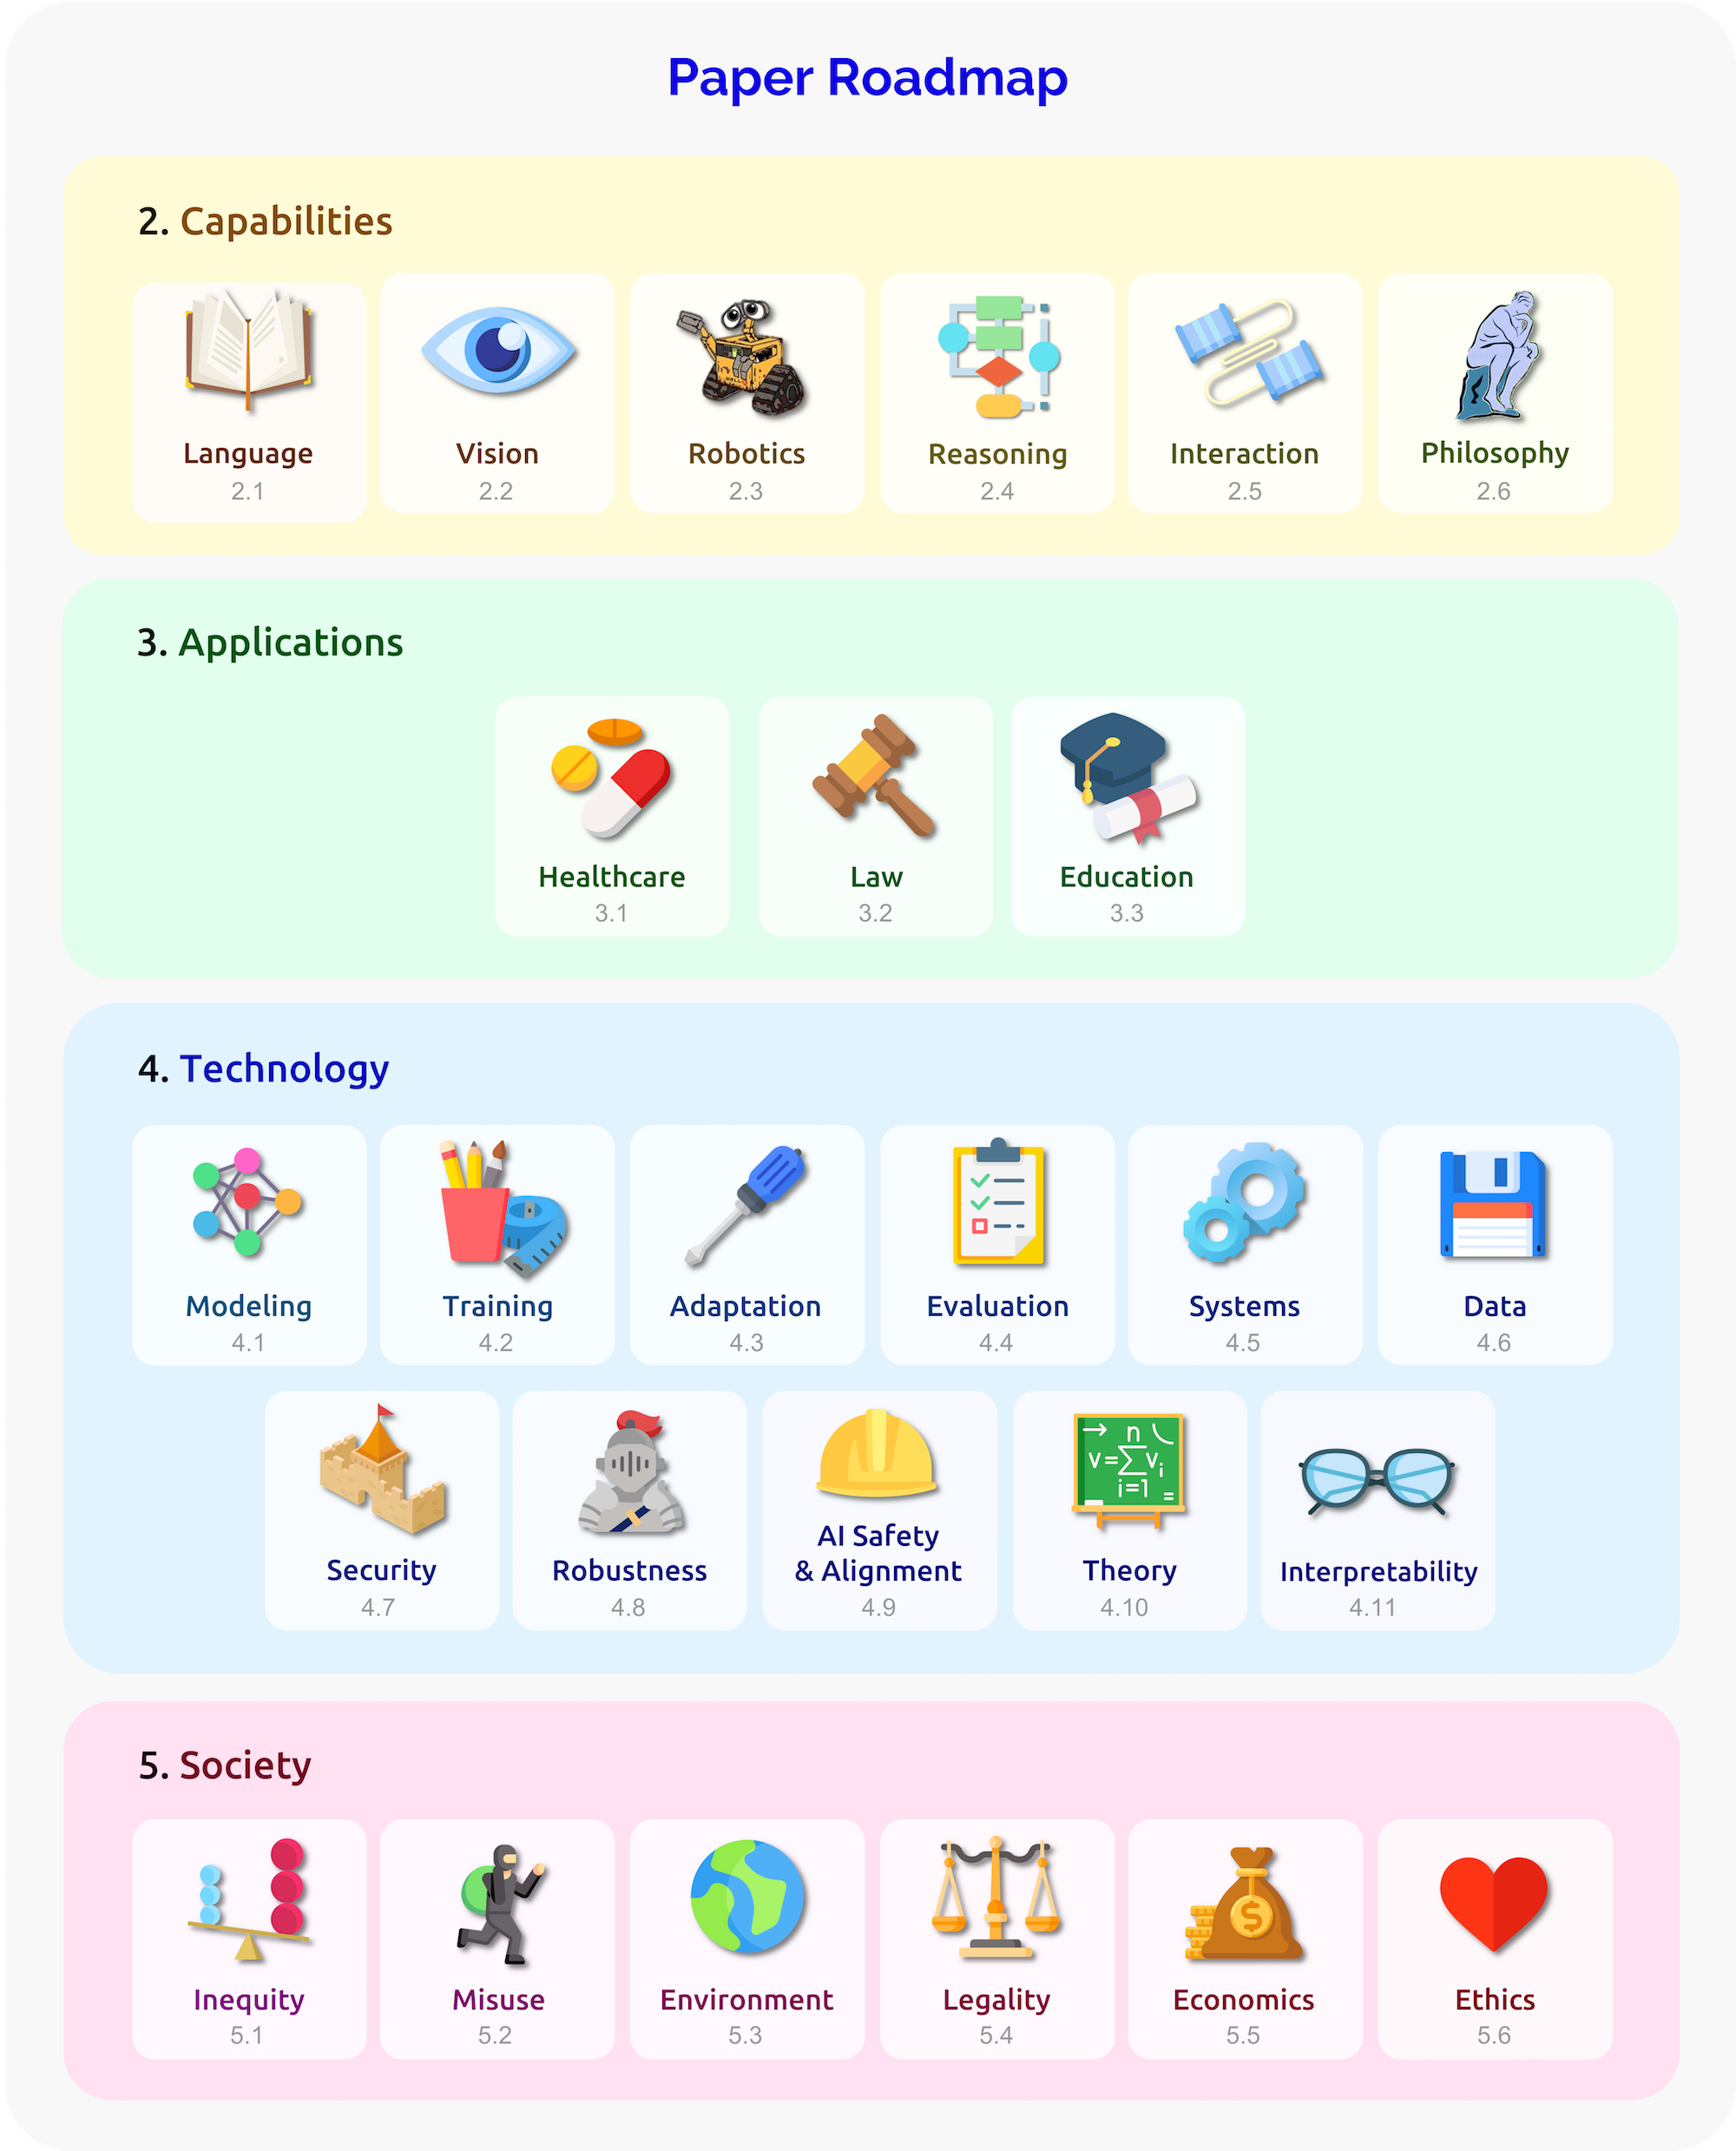 Paper Roadmap
2. Capabilities
Language
2.1
Vision
2.2
Robotics
2.3
Reasoning
2.4
Interaction
2.5
Philosophy
2.6
3. Applications
Healthcare
3.1
Law
3.2
Education
3.3
4. Technology
Modeling
4.1
Training
4.2
Adaptation
4.3
Evaluation
4.4
Systems
4.5
Data
4.6
Security
4.7
Robustness
4.8
AI Safety
& Alignment
4.9
n
v=∑vᵢ
i=1
=
Theory
4.10
Interpretability
4.11
5. Society
Inequity
5.1
Misuse
5.2
Environment
5.3
Legality
5.4
$
Economics
5.5
Ethics
5.6